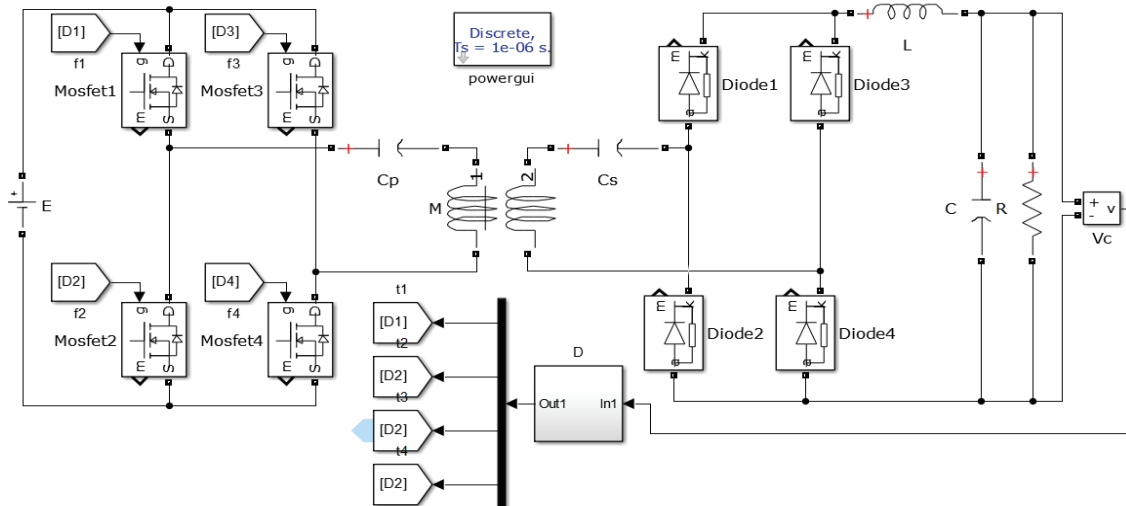 [D1]
f1
[D3]
f3
Discrete,
Ts = 1e-06 s.
powergui
g
D
m
S
Mosfet1
g
D
m
S
Mosfet3
m
k
a
Diode1
m
k
a
Diode3
L
+
E
Cp
1
2
M
Cs
C
R
+
-
v
Vc
[D2]
f2
[D4]
f4
g
D
m
S
Mosfet2
g
D
m
S
Mosfet4
m
k
a
Diode2
m
k
a
Diode4
t1
[D1]
t2
[D2]
t3
[D2]
t4
[D2]
D
Out1
In1